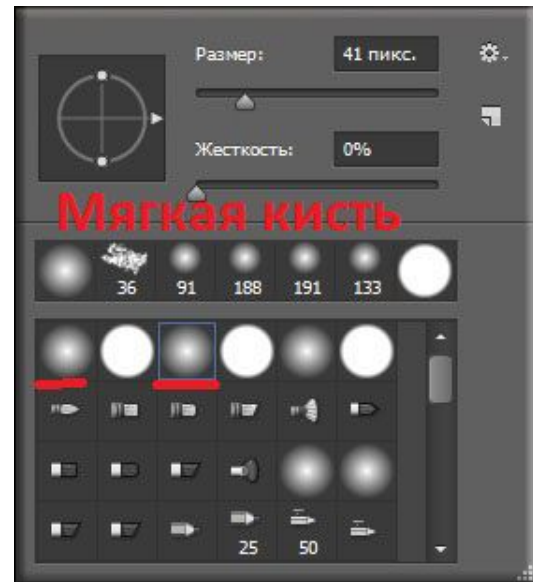 Размер: 41 пикс.
Жесткость: 0%
Мягкая кисть
36 91 188 191 133
25 50